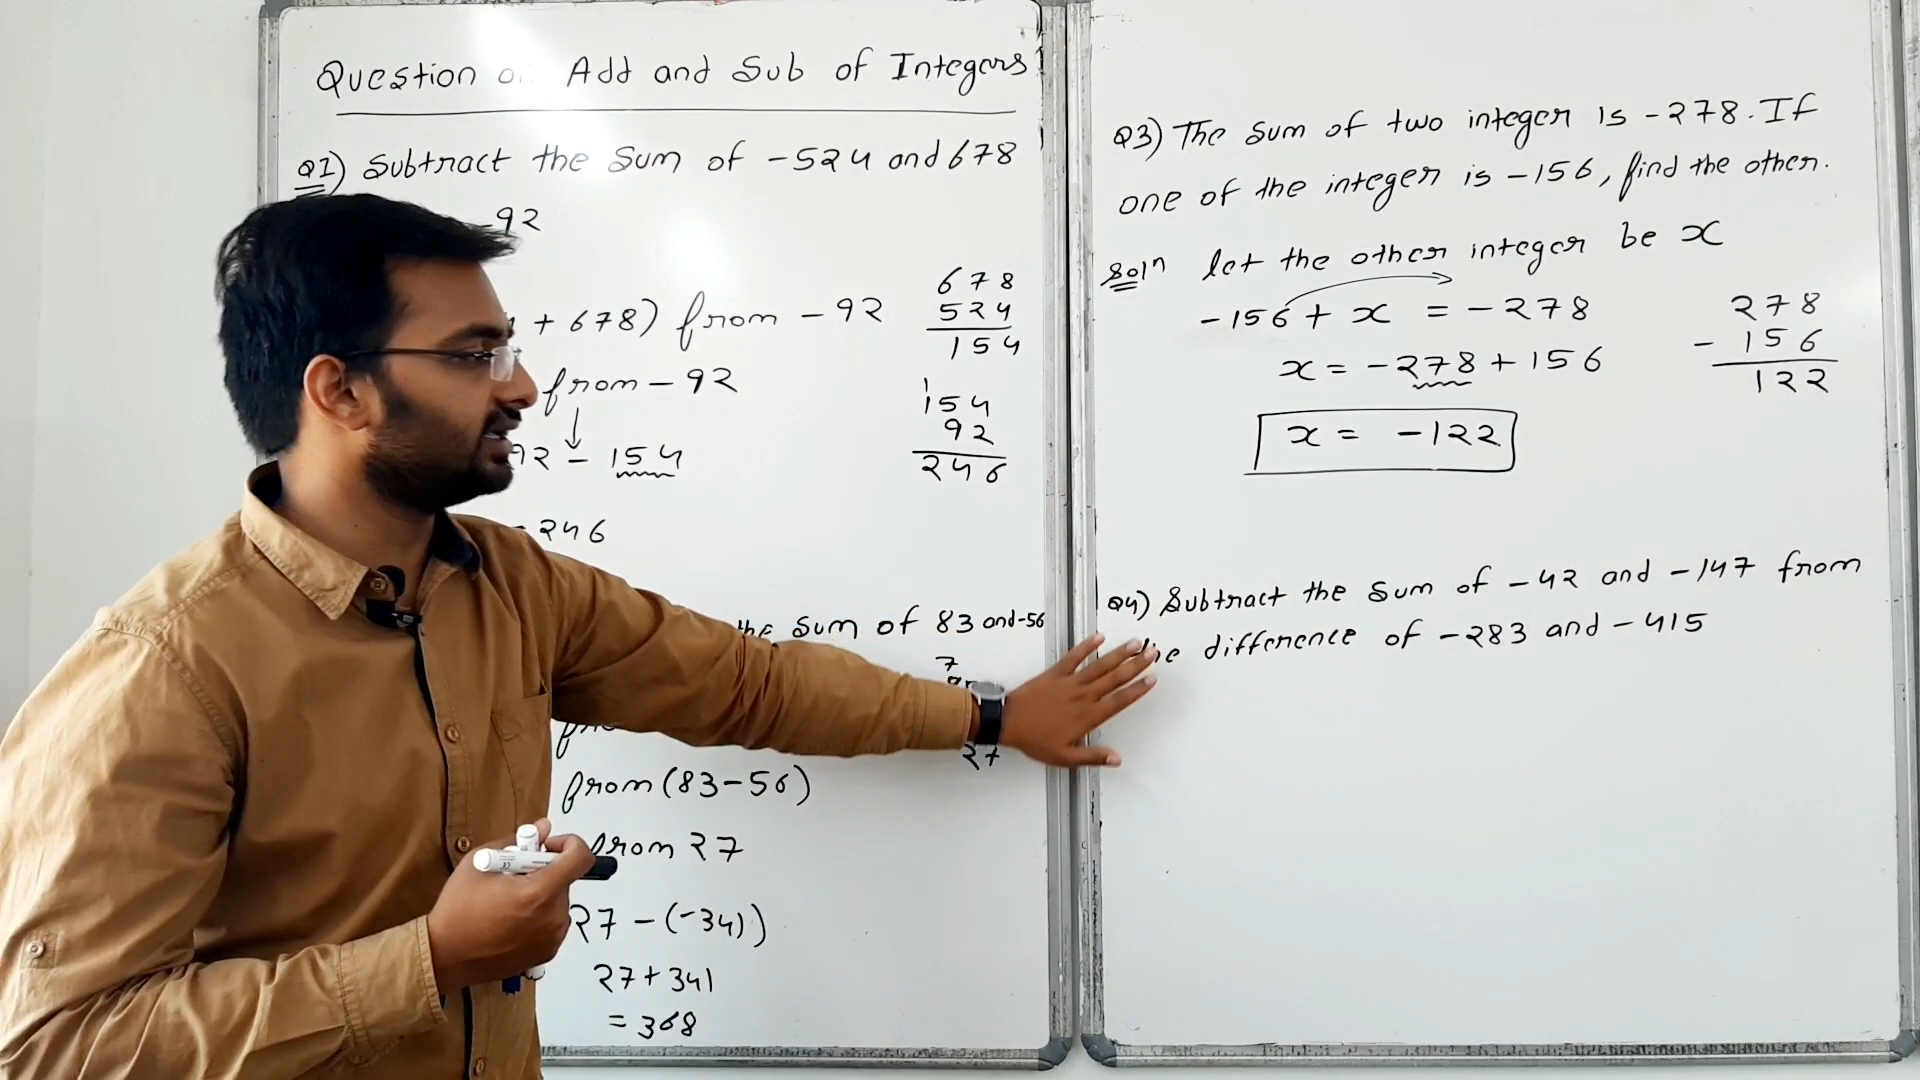 Question o Add and Sub of Integers
Q1) Subtract the Sum of -524 and 678
-92
+ 678) from -92
678
524
154
from - 92
154
92
246
92 - 154
- 246
the sum of 83 and -56
7
27
from (83-56)
from 27
27 - (-341)
27 + 341
= 368
Q3) The sum of two integer is -278. If
one of the integer is -156, find the other.
Soln let the other integer be x
-156 + x = -278
x = -278 + 156
x = -122
278
- 156
122
Q4) Subtract the sum of -42 and -147 from
the difference of -283 and -415